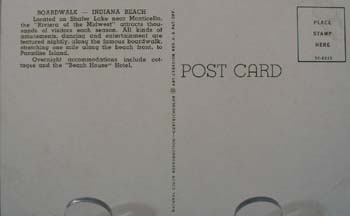 BOARDWALK — INDIANA BEACH
Located on Shafer Lake near Monticello,
the "Riviera of the Midwest" attracts thou-
sands of visitors each season. All kinds of
amusements, dancing and entertainment are
featured nightly, along the famous boardwalk,
stretching one mile along the beach front, to
Paradise Island.
Overnight accommodations include cot-
tages and the "Beach House" Hotel.
POST CARD
PLACE
STAMP
HERE
NATURAL COLOR REPRODUCTION